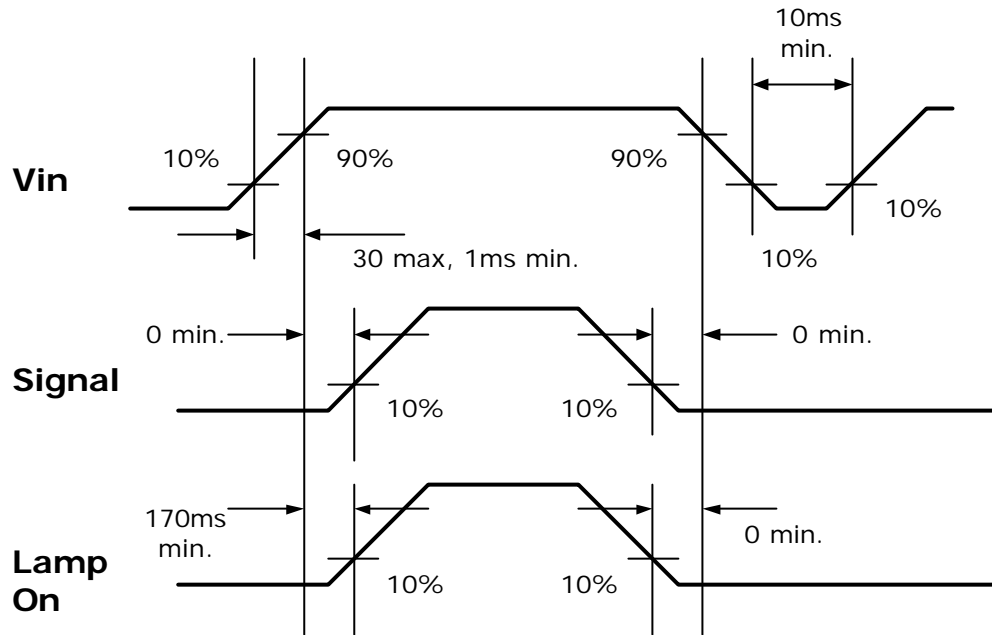 10ms
min.
10%
90%
90%
Vin
10%
10%
30 max, 1ms min.
0 min.
0 min.
Signal
10%
10%
170ms
min.
0 min.
Lamp
On
10%
10%